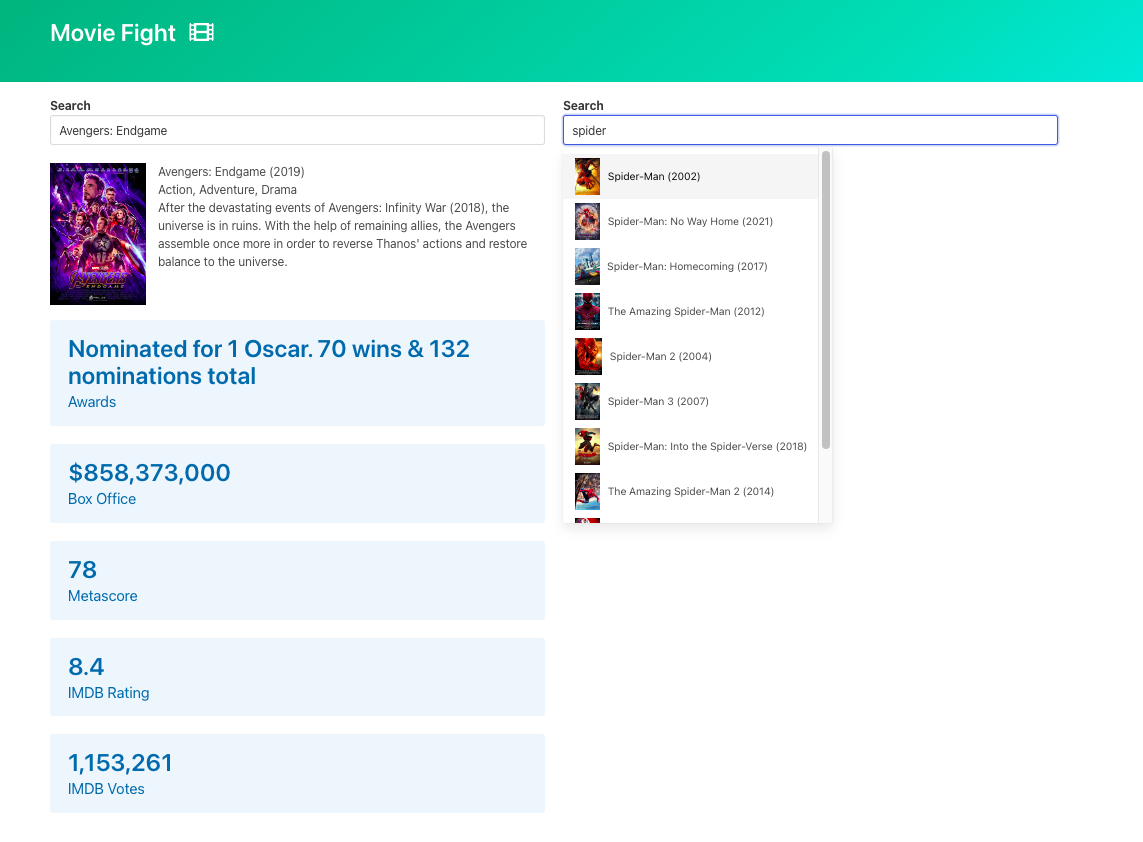 Movie Fight
Search
Avengers: Endgame
Avengers: Endgame (2019)
Action, Adventure, Drama
After the devastating events of Avengers: Infinity War (2018), the
universe is in ruins. With the help of remaining allies, the Avengers
assemble once more in order to reverse Thanos' actions and restore
balance to the universe.
AVENGERS
ENDGAME
Nominated for 1 Oscar. 70 wins & 132
nominations total
Awards
$858,373,000
Box Office
78
Metascore
8.4
IMDB Rating
1,153,261
IMDB Votes
Search
spider
Spider-Man (2002)
Spider-Man: No Way Home (2021)
Spider-Man: Homecoming (2017)
The Amazing Spider-Man (2012)
Spider-Man 2 (2004)
Spider-Man 3 (2007)
Spider-Man: Into the Spider-Verse (2018)
The Amazing Spider-Man 2 (2014)